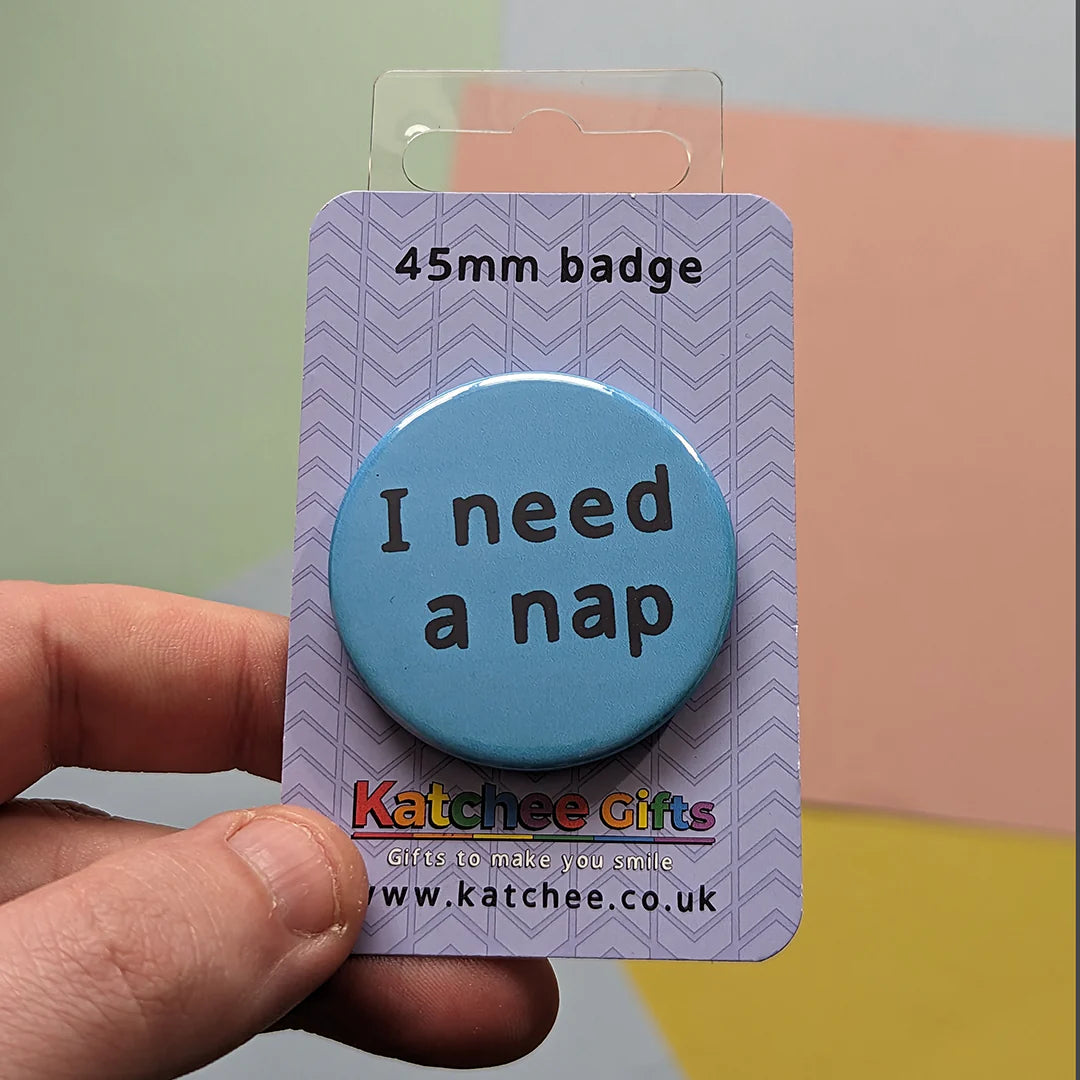 45mm badge
I need
a nap
Katchee Gifts
Gifts to make you smile
www.katchee.co.uk